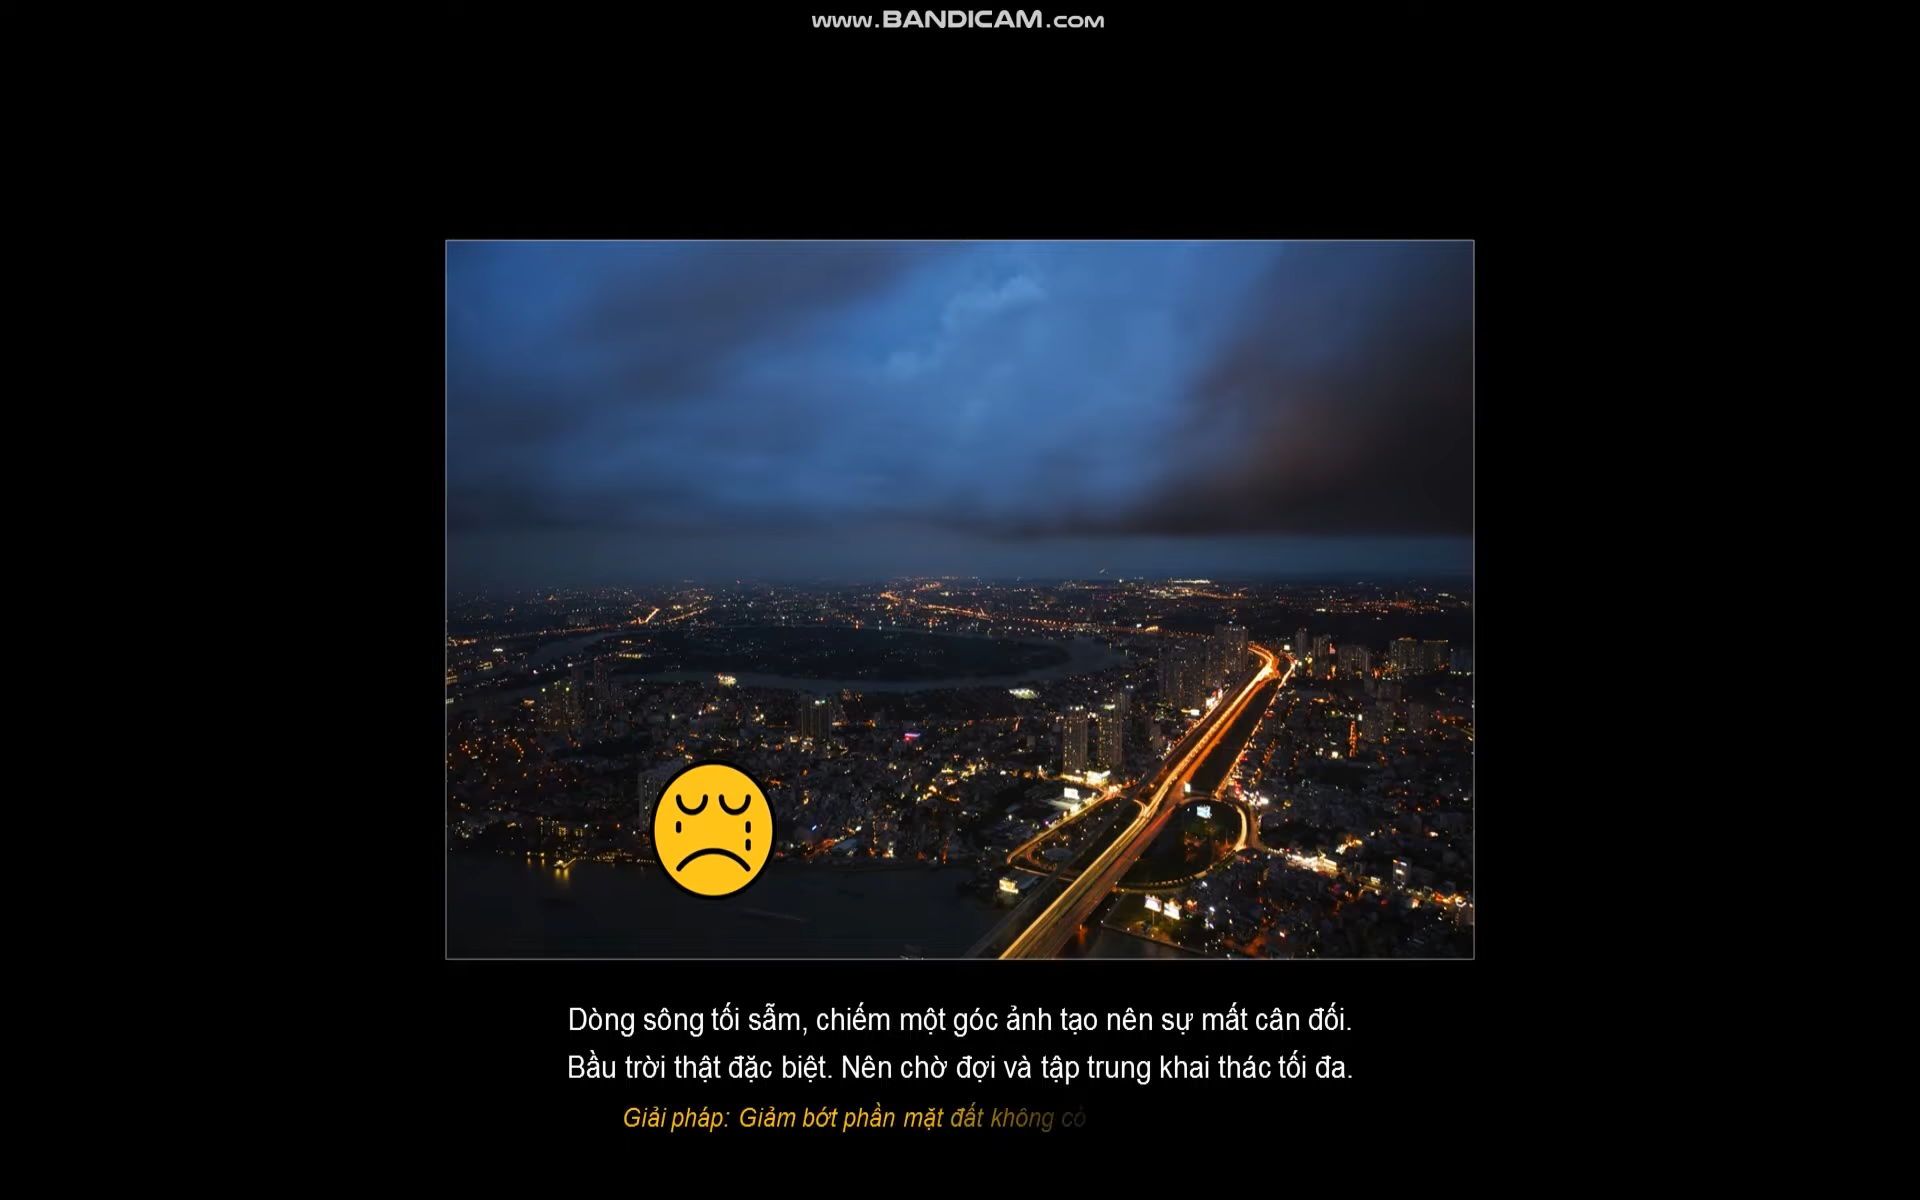 www.BANDICAM.com
Dòng sông tối sẫm, chiếm một góc ảnh tạo nên sự mất cân đối.
Bầu trời thật đặc biệt. Nên chờ đợi và tập trung khai thác tối đa.
Giải pháp: Giảm bớt phần mặt đất không có